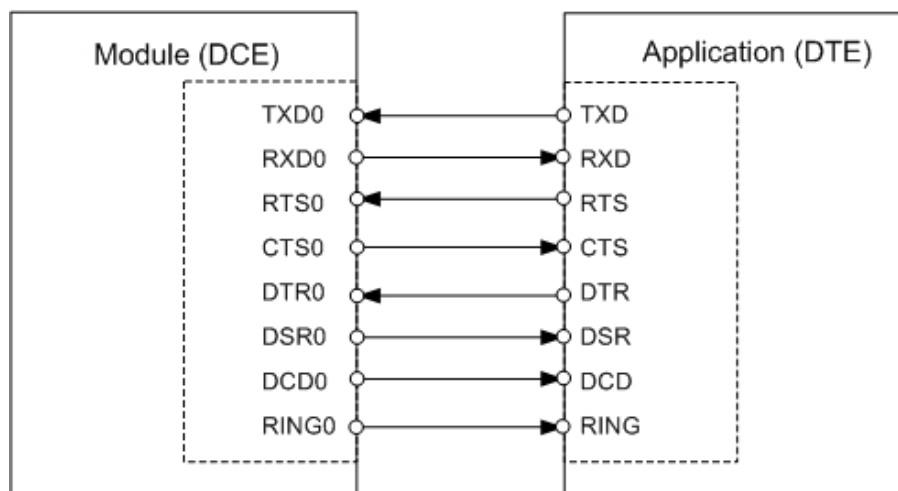 Module (DCE) Application (DTE)
TXD0 TXD
RXD0 RXD
RTS0 RTS
CTS0 CTS
DTR0 DTR
DSR0 DSR
DCD0 DCD
RING0 RING